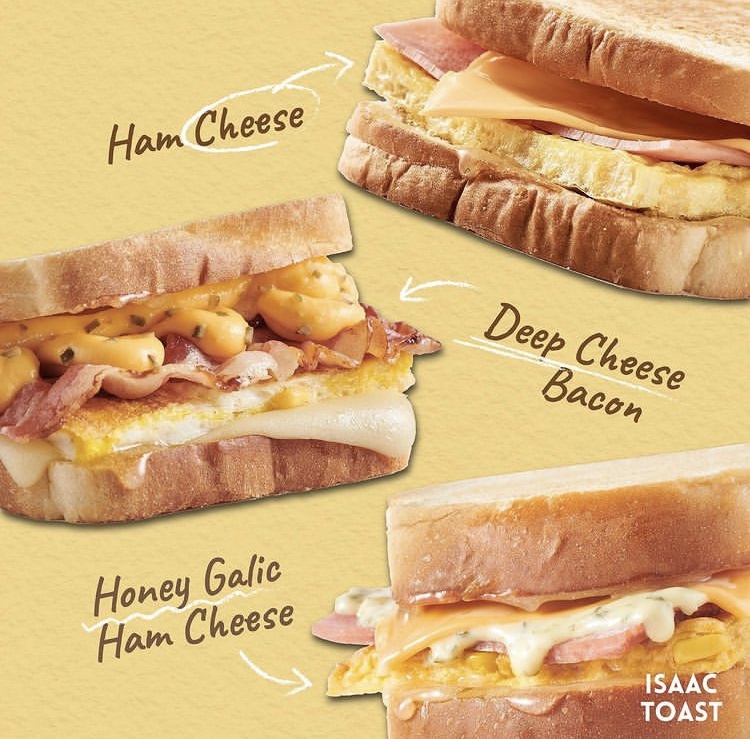 Ham Cheese
Deep Cheese
Bacon
Honey Galic
Ham Cheese
ISAAC
TOAST